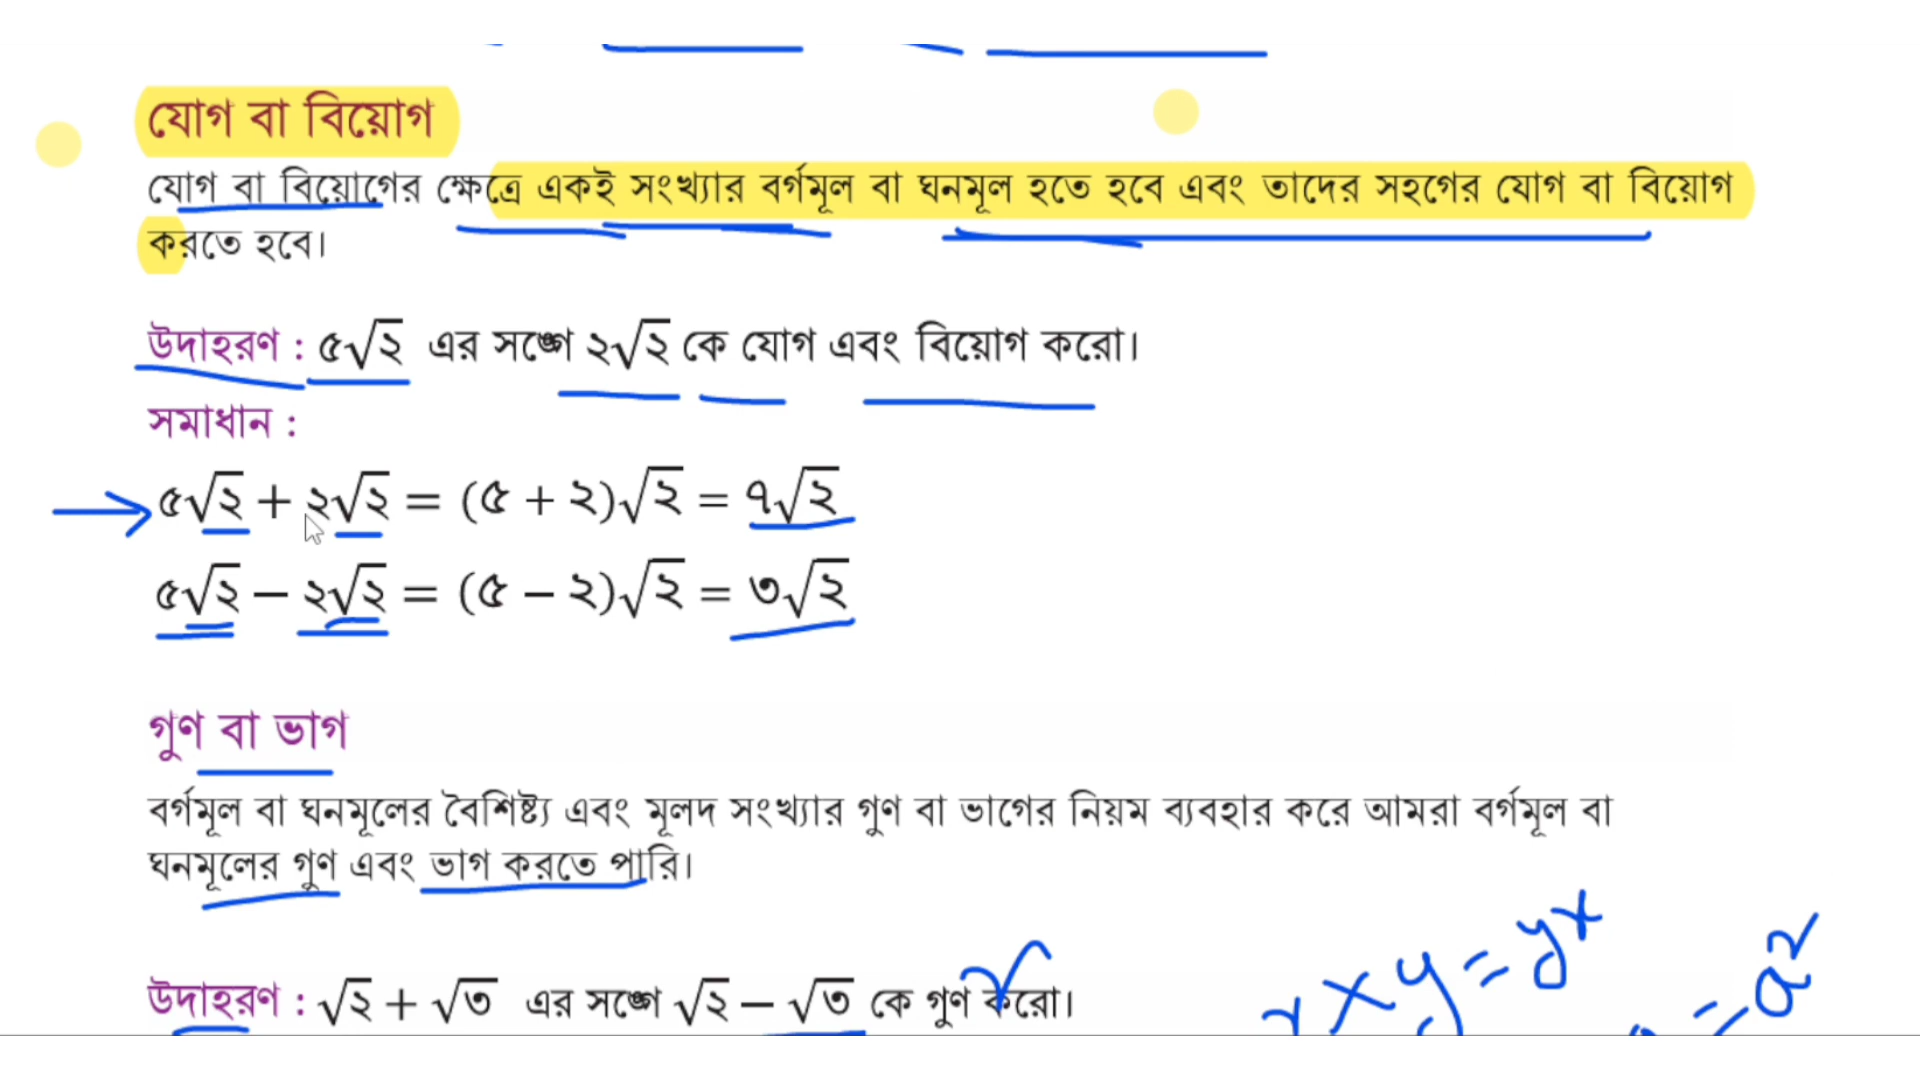 যোগ বা বিয়োগ
যোগ বা বিয়োগের ক্ষেত্রে একই সংখ্যার বর্গমূল বা ঘনমূল হতে হবে এবং তাদের সহগের যোগ বা বিয়োগ
করতে হবে।
উদাহরণ : ৫√২ এর সঙ্গে ২√২ কে যোগ এবং বিয়োগ করো।
সমাধান :
৫√২ + ২√২ = (৫ + ২)√২ = ৭√২
৫√২ − ২√২ = (৫ − ২)√২ = ৩√২
গুণ বা ভাগ
বর্গমূল বা ঘনমূলের বৈশিষ্ট্য এবং মূলদ সংখ্যার গুণ বা ভাগের নিয়ম ব্যবহার করে আমরা বর্গমূল বা
ঘনমূলের গুণ এবং ভাগ করতে পারি।
উদাহরণ : √২ + √৩ এর সঙ্গে √২ − √৩ কে গুণ করো।
= a²